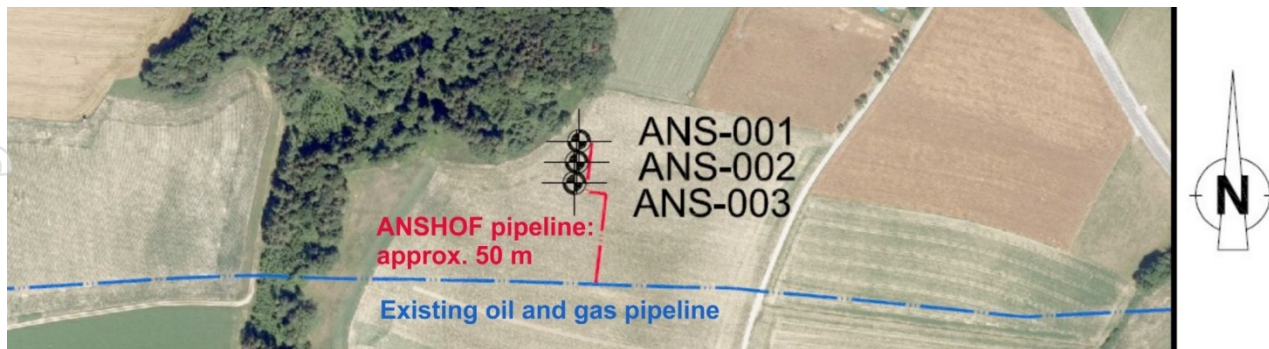 ANS-001
ANS-002
ANS-003
ANSHOF pipeline:
approx. 50 m
Existing oil and gas pipeline
N